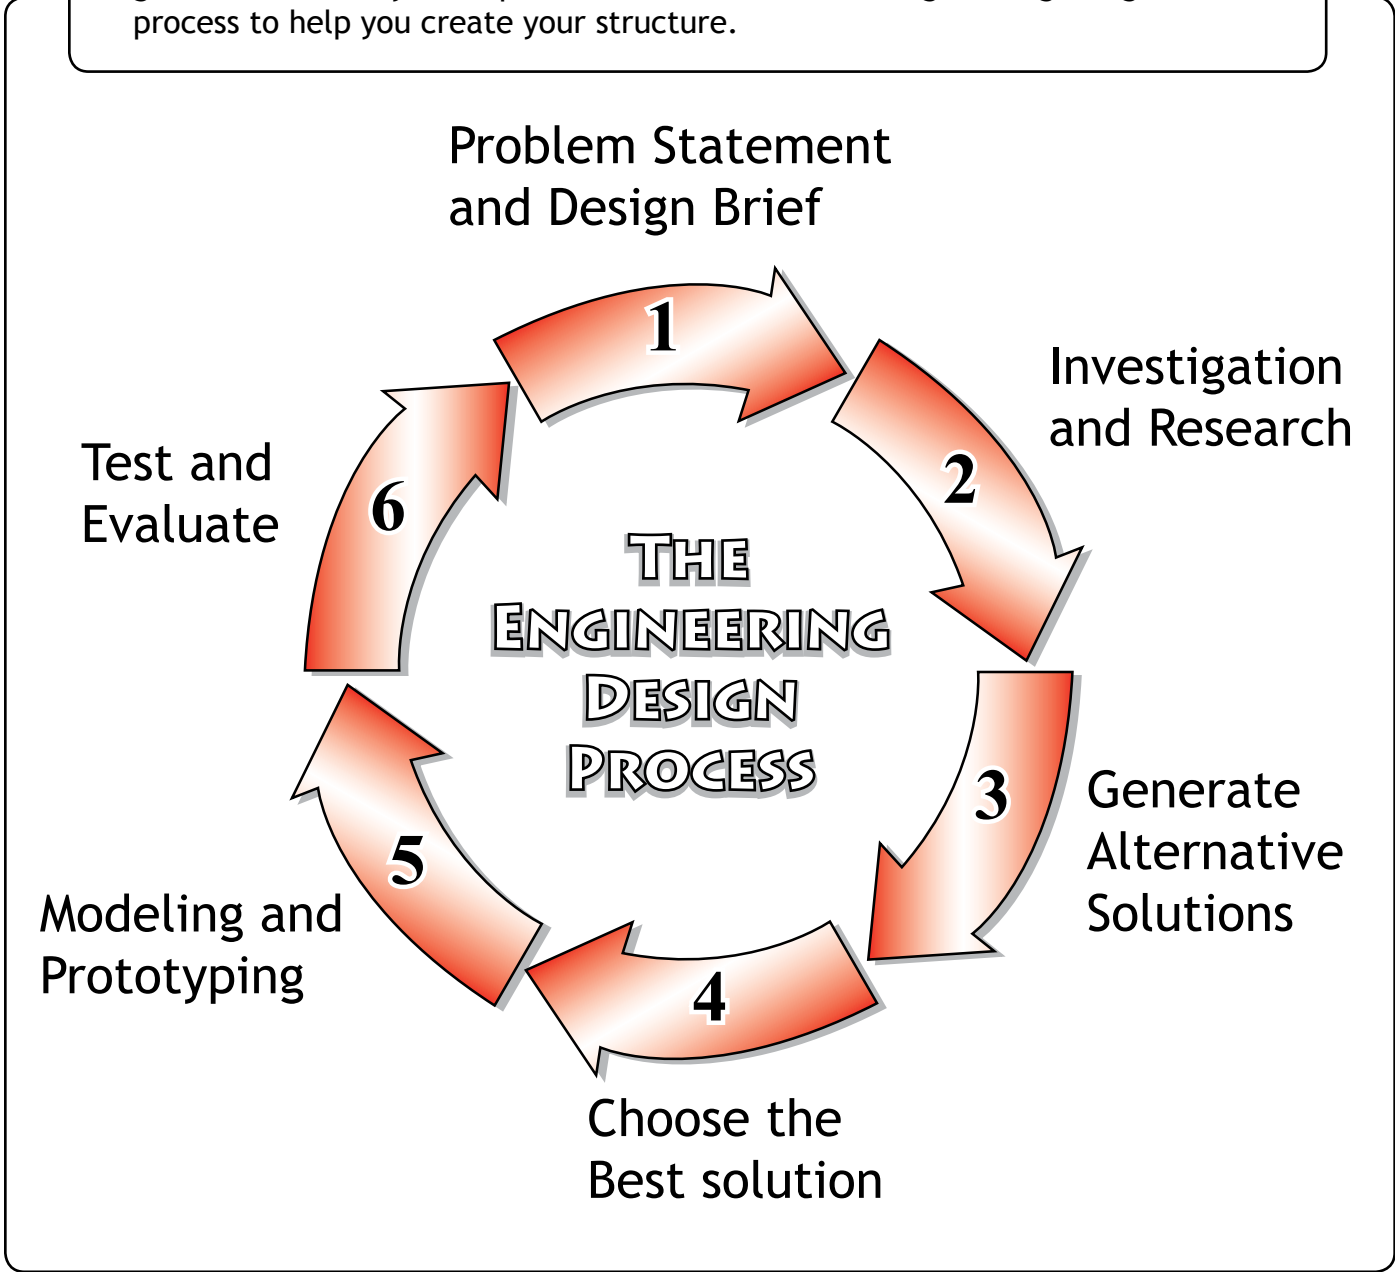 process to help you create your structure.
Problem Statement
and Design Brief
1
Investigation
and Research
2
Test and
Evaluate
6
THE
ENGINEERING
DESIGN
PROCESS
3
Generate
Alternative
Solutions
5
Modeling and
Prototyping
4
Choose the
Best solution